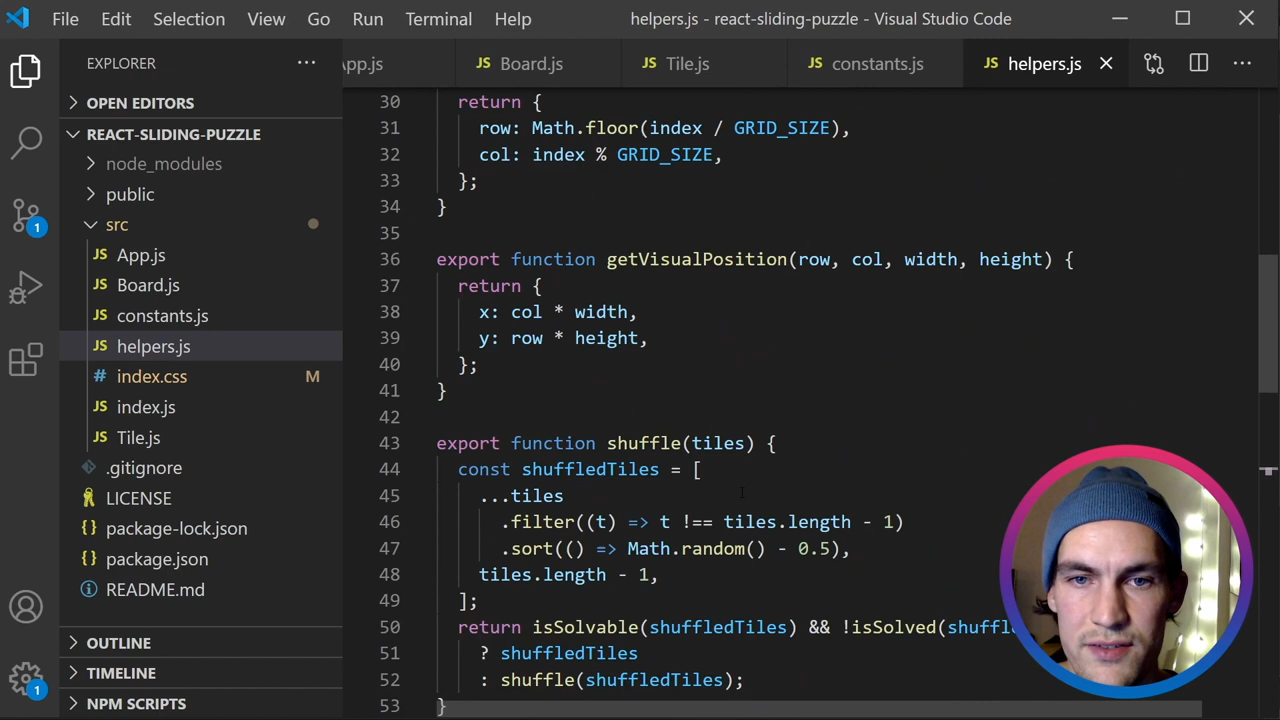 File Edit Selection View Go Run Terminal Help helpers.js - react-sliding-puzzle - Visual Studio Code
EXPLORER
OPEN EDITORS
REACT-SLIDING-PUZZLE
node_modules
public
src
JS App.js
JS Board.js
JS constants.js
JS helpers.js
# index.css M
JS index.js
JS Tile.js
.gitignore
LICENSE
package-lock.json
package.json
README.md
OUTLINE
TIMELINE
NPM SCRIPTS
1
1
App.js JS Board.js JS Tile.js JS constants.js JS helpers.js
30 return {
31 row: Math.floor(index / GRID_SIZE),
32 col: index % GRID_SIZE,
33 };
34 }
35
36 export function getVisualPosition(row, col, width, height) {
37 return {
38 x: col * width,
39 y: row * height,
40 };
41 }
42
43 export function shuffle(tiles) {
44 const shuffledTiles = [
45 ...tiles
46 .filter((t) => t !== tiles.length - 1)
47 .sort(() => Math.random() - 0.5),
48 tiles.length - 1,
49 ];
50 return isSolvable(shuffledTiles) && !isSolved(
51 ? shuffledTiles
52 : shuffle(shuffledTiles);
53 }